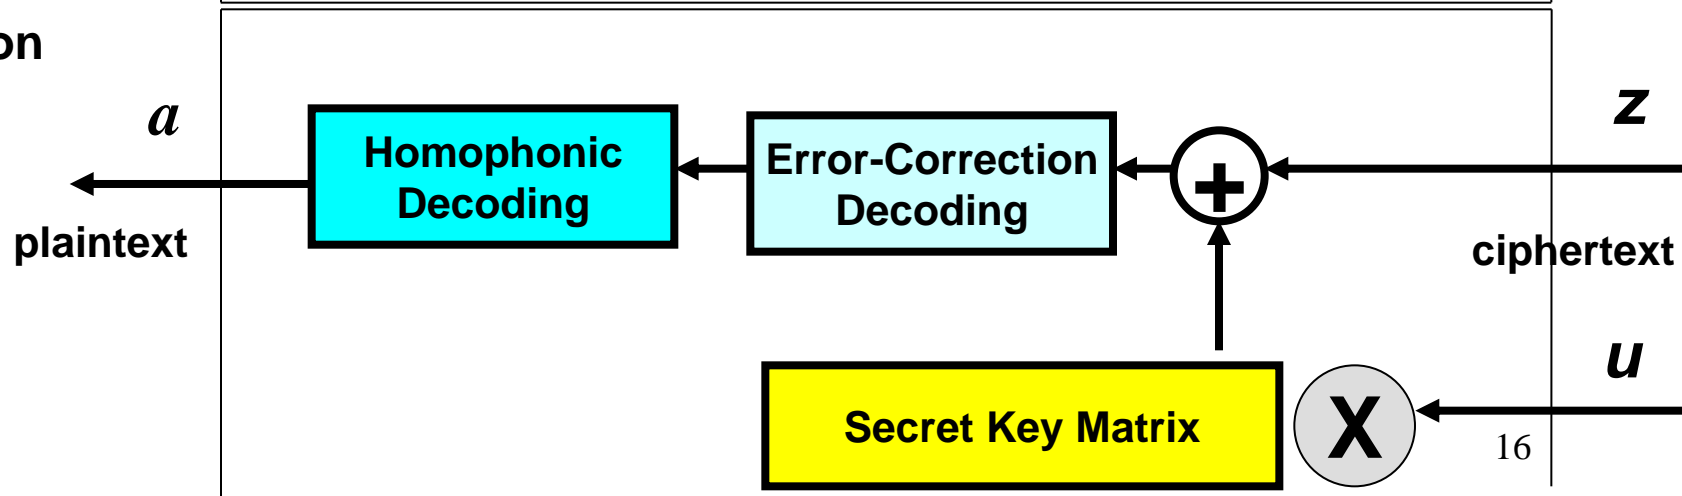 on
a
Homophonic
Decoding
Error-Correction
Decoding
+
z
plaintext
ciphertext
Secret Key Matrix
X
u
16